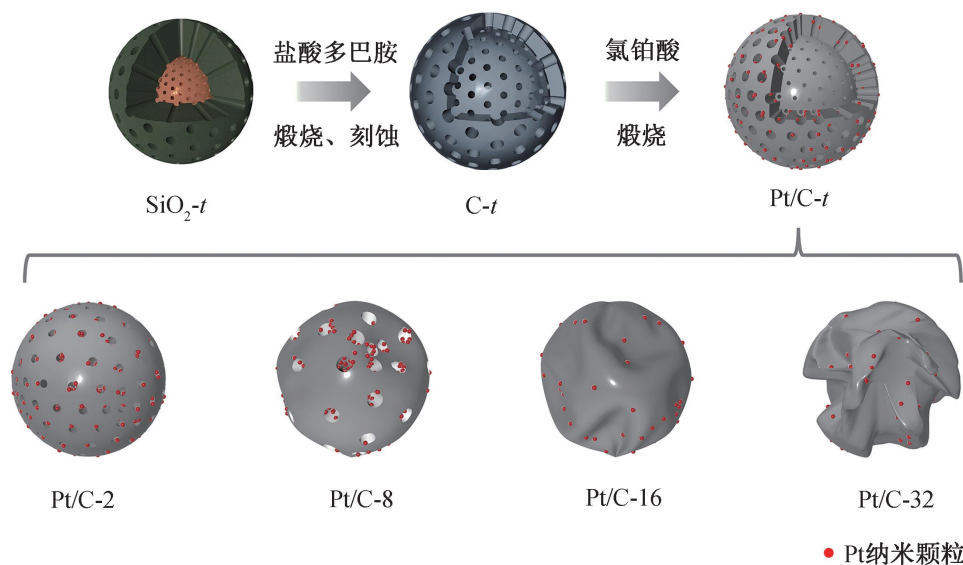 盐酸多巴胺
煅烧、刻蚀
氯铂酸
煅烧
SiO₂-t
C-t
Pt/C-t
Pt/C-2
Pt/C-8
Pt/C-16
Pt/C-32
Pt纳米颗粒